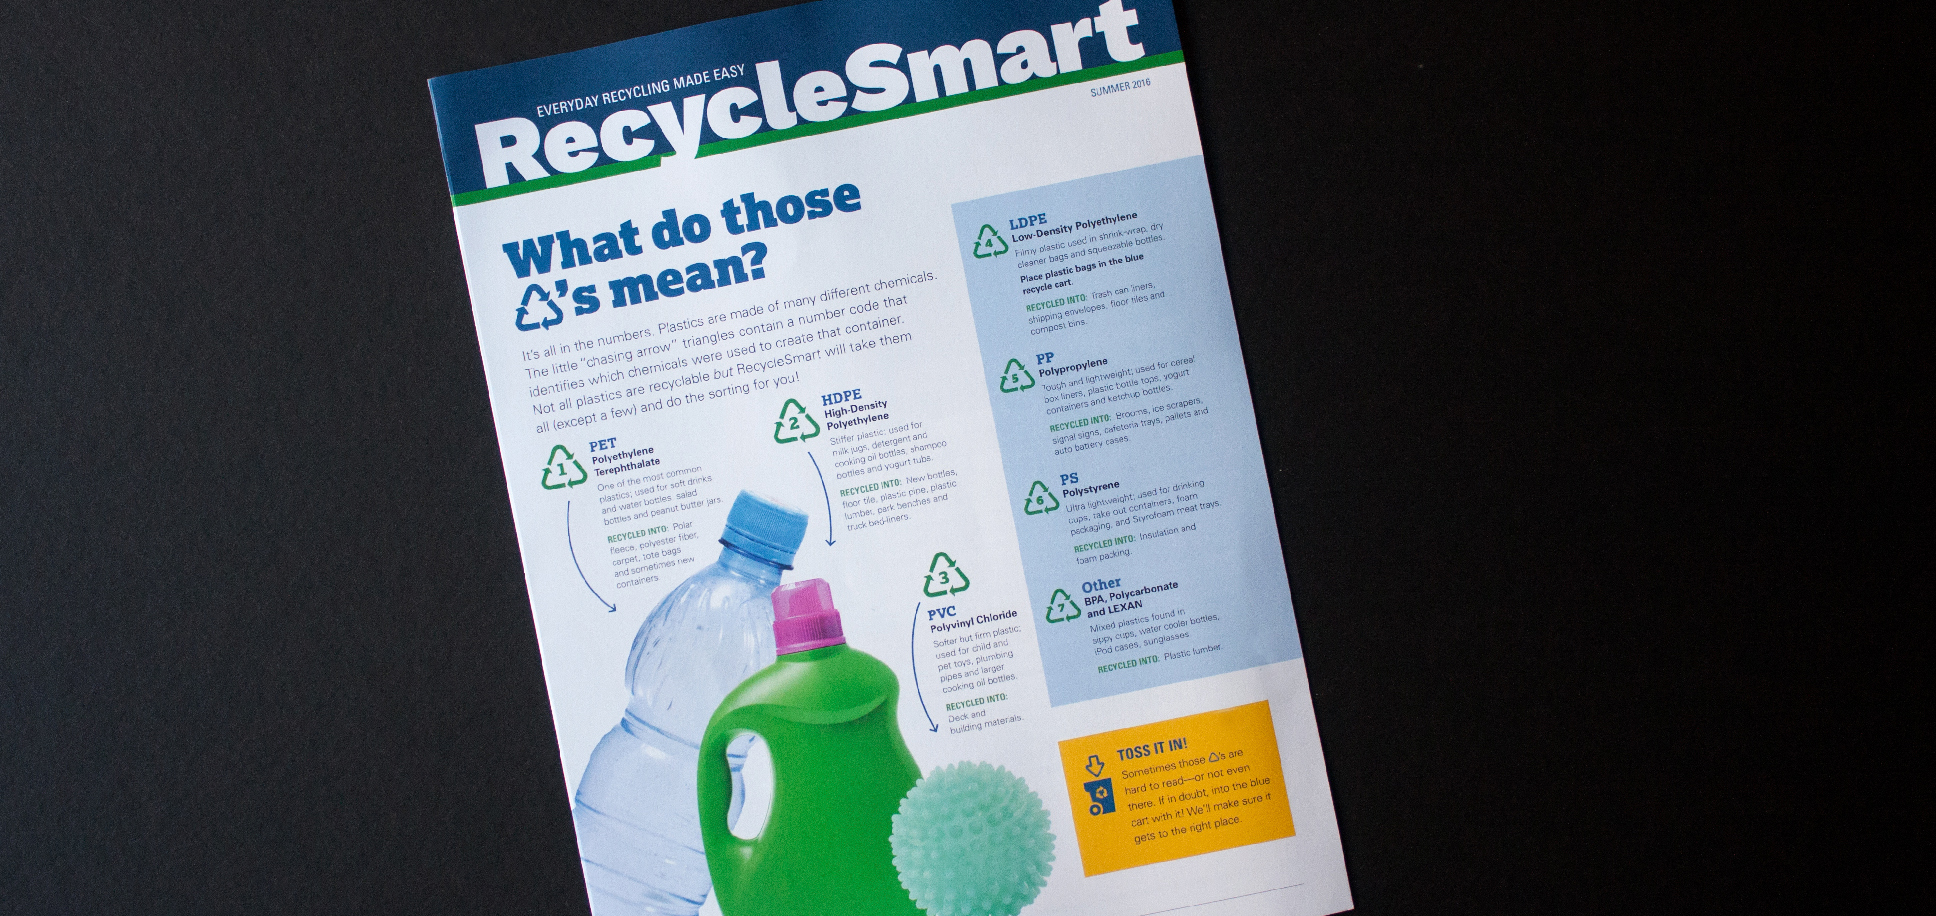 EVERYDAY RECYCLING MADE EASY
RecycleSmart
SUMMER 2016
What do those
's mean?
It's all in the numbers. Plastics are made of many different chemicals.
The little "chasing arrow" triangles contain a number code that
identifies which chemicals were used to create that container.
Not all plastics are recyclable but RecycleSmart will take them
all (except a few) and do the sorting for you!
1
PET
Polyethylene
Terephthalate
One of the most common
plastics; used for soft drinks
and water bottles, salad
bottles and peanut butter jars.
RECYCLED INTO: Polar
fleece, polyester fiber,
carpet, tote bags
and sometimes new
containers.
2
HDPE
High-Density
Polyethylene
Stiffer plastic; used for
milk jugs, detergent and
cooking oil bottles, shampoo
bottles and yogurt tubs.
RECYCLED INTO: New bottles,
floor tile, plastic pipe, plastic
lumber, park benches and
truck bed-liners.
3
PVC
Polyvinyl Chloride
Softer but firm plastic;
used for child and
pet toys, plumbing
pipes and larger
cooking oil bottles.
RECYCLED INTO:
Deck and
building materials.
4
LDPE
Low-Density Polyethylene
Filmy plastic used in shrink-wrap, dry
cleaner bags and squeezable bottles.
Place plastic bags in the blue
recycle cart.
RECYCLED INTO: Trash can liners,
shipping envelopes, floor tiles and
compost bins.
5
PP
Polypropylene
Tough and lightweight; used for cereal
box liners, plastic bottle tops, yogurt
containers and ketchup bottles.
RECYCLED INTO: Brooms, ice scrapers,
signal signs, cafeteria trays, pallets and
auto battery cases.
6
PS
Polystyrene
Ultra lightweight; used for drinking
cups, take out containers, foam
packaging, and Styrofoam meat trays.
RECYCLED INTO: Insulation and
foam packing.
7
Other
BPA, Polycarbonate
and LEXAN
Mixed plastics found in
sippy cups, water cooler bottles,
iPod cases, sunglasses
RECYCLED INTO: Plastic lumber.
TOSS IT IN!
Sometimes those 's are
hard to read—or not even
there. If in doubt, into the blue
cart with it! We'll make sure it
gets to the right place.